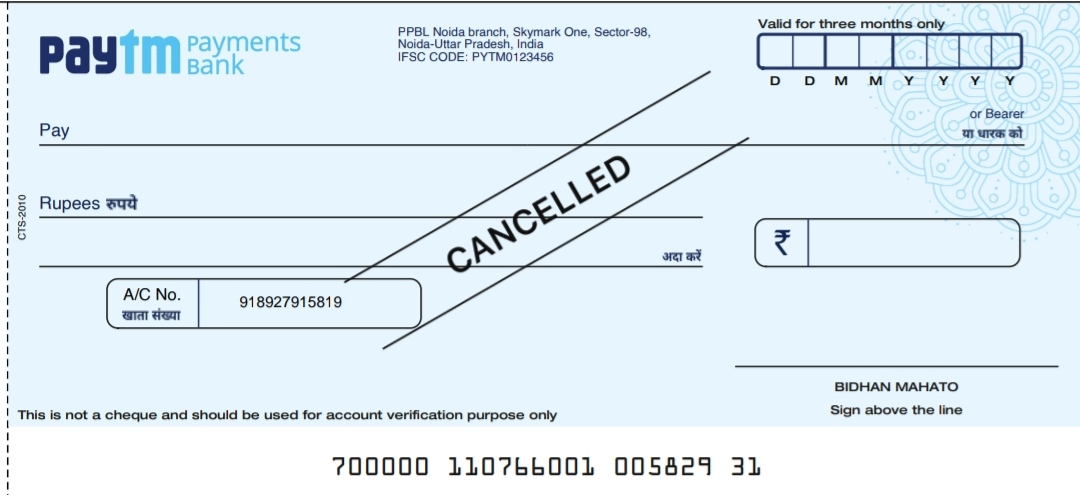 paytm Payments Bank
PPBL Noida branch, Skymark One, Sector-98,
Noida-Uttar Pradesh, India
IFSC CODE: PYTM0123456
Valid for three months only
D D M M Y Y Y Y
Pay
or Bearer
या धारक को
CTS-2010
Rupees रुपये
CANCELLED
अदा करें
₹
A/C No.
खाता संख्या
918927915819
BIDHAN MAHATO
Sign above the line
This is not a cheque and should be used for account verification purpose only
700000 110766001 005829 31